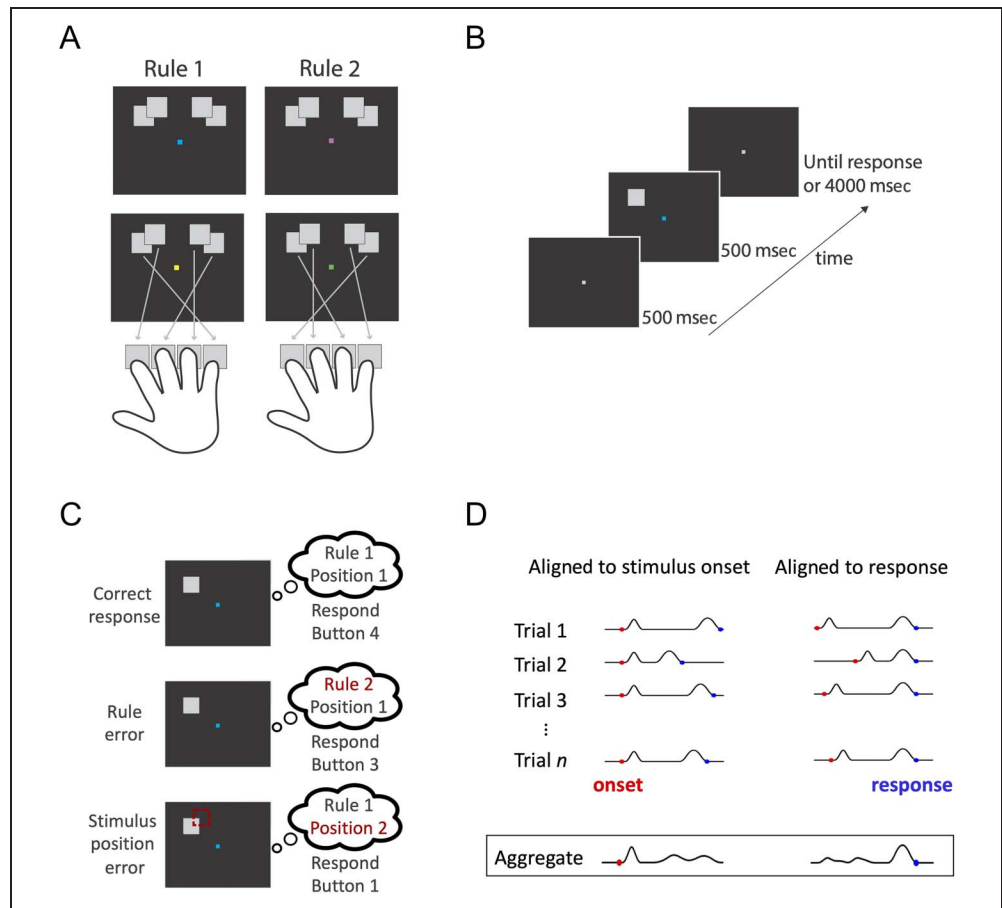 A
Rule 1
Rule 2
B
Until response
or 4000 msec
500 msec
time
500 msec
C
Correct
response
Rule 1
Position 1
Respond
Button 4
Rule
error
Rule 2
Position 1
Respond
Button 3
Stimulus
position
error
Rule 1
Position 2
Respond
Button 1
D
Aligned to stimulus onset
Aligned to response
Trial 1
Trial 2
Trial 3
⋮
Trial n
onset
response
Aggregate